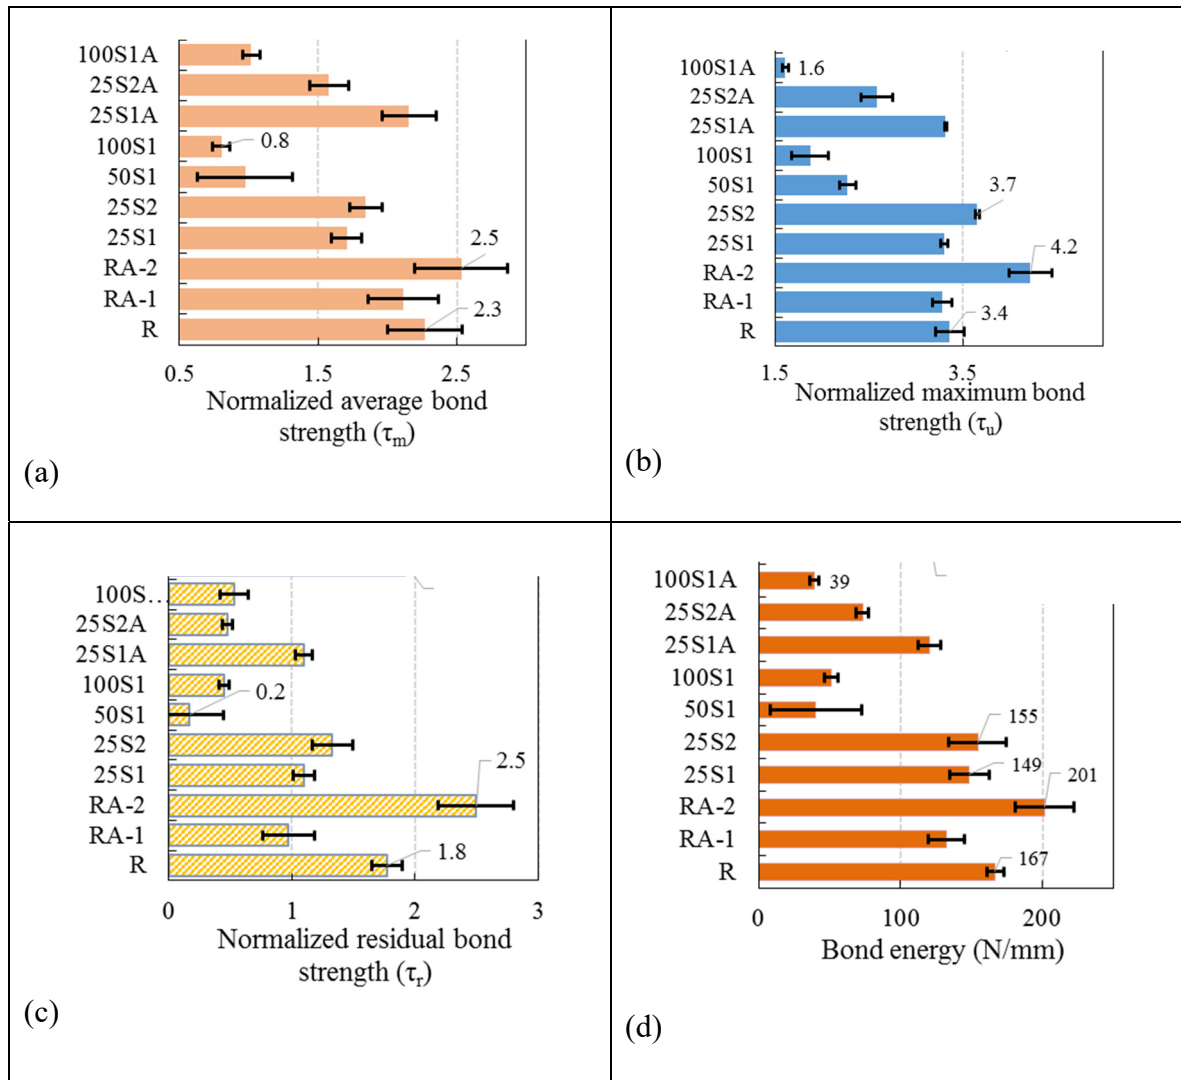 100S1A
25S2A
25S1A
100S1
0.8
50S1
25S2
25S1
2.5
RA-2
RA-1
2.3
R
0.5 1.5 2.5
Normalized average bond
strength (τm)
(a)
100S1A
1.6
25S2A
25S1A
100S1
50S1
3.7
25S2
25S1
4.2
RA-2
RA-1
3.4
R
1.5 3.5
Normalized maximum bond
strength (τu)
(b)
100S...
25S2A
25S1A
100S1
0.2
50S1
25S2
2.5
25S1
RA-2
RA-1
1.8
R
0 1 2 3
Normalized residual bond
strength (τr)
(c)
100S1A
39
25S2A
25S1A
100S1
50S1
155
25S2
149
25S1
201
RA-2
RA-1
167
R
0 100 200
Bond energy (N/mm)
(d)